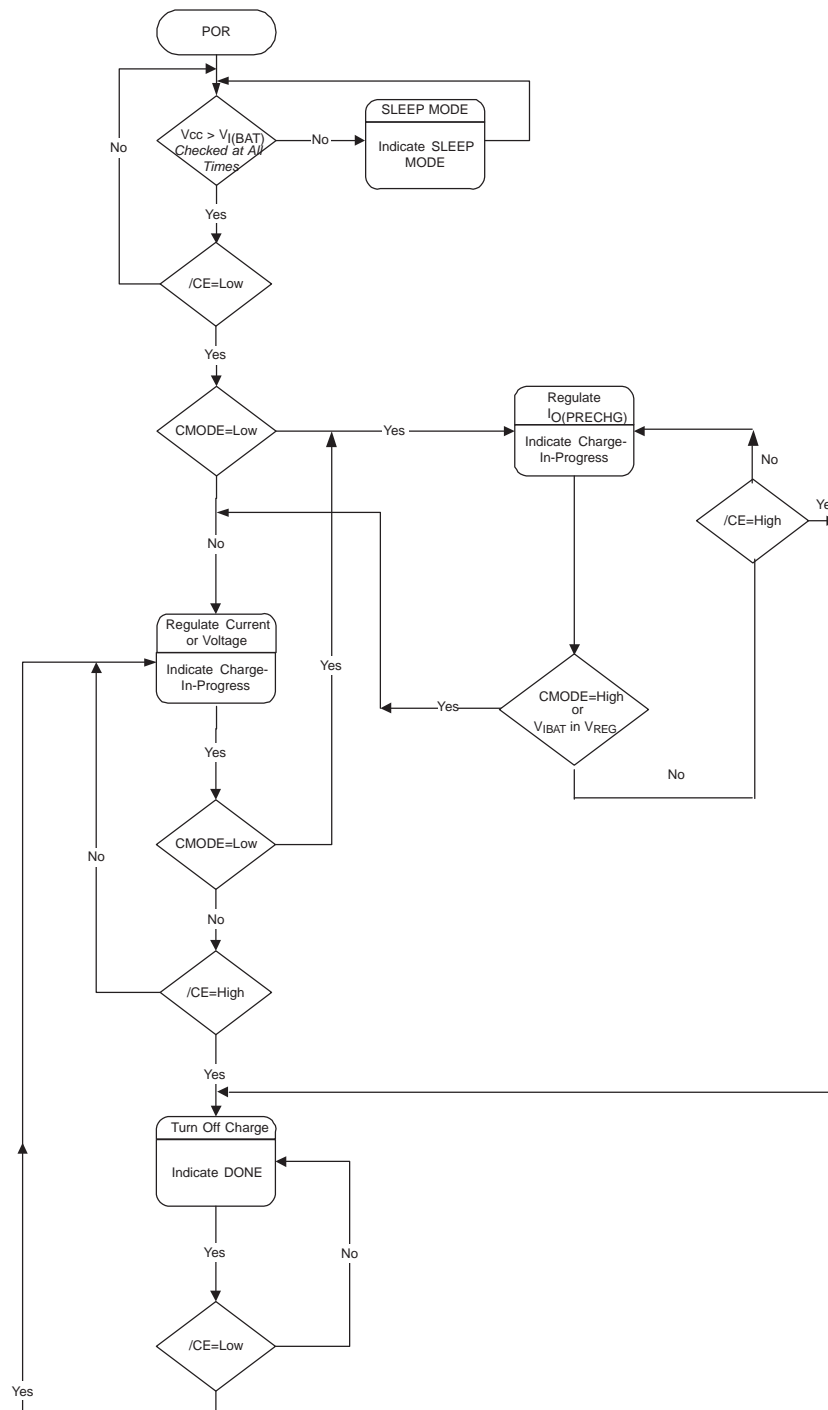 POR
Vcc > VI(BAT)
Checked at All
Times
No
No
SLEEP MODE
Indicate SLEEP
MODE
Yes
/CE=Low
Yes
CMODE=Low
Yes
Regulate
IO(PRECHG)
Indicate Charge-
In-Progress
No
/CE=High
Ye
No
Regulate Current
or Voltage
Indicate Charge-
In-Progress
Yes
Yes
CMODE=High
or
VIBAT in VREG
Yes
No
CMODE=Low
No
No
/CE=High
Yes
Turn Off Charge
Indicate DONE
Yes
No
/CE=Low
Yes